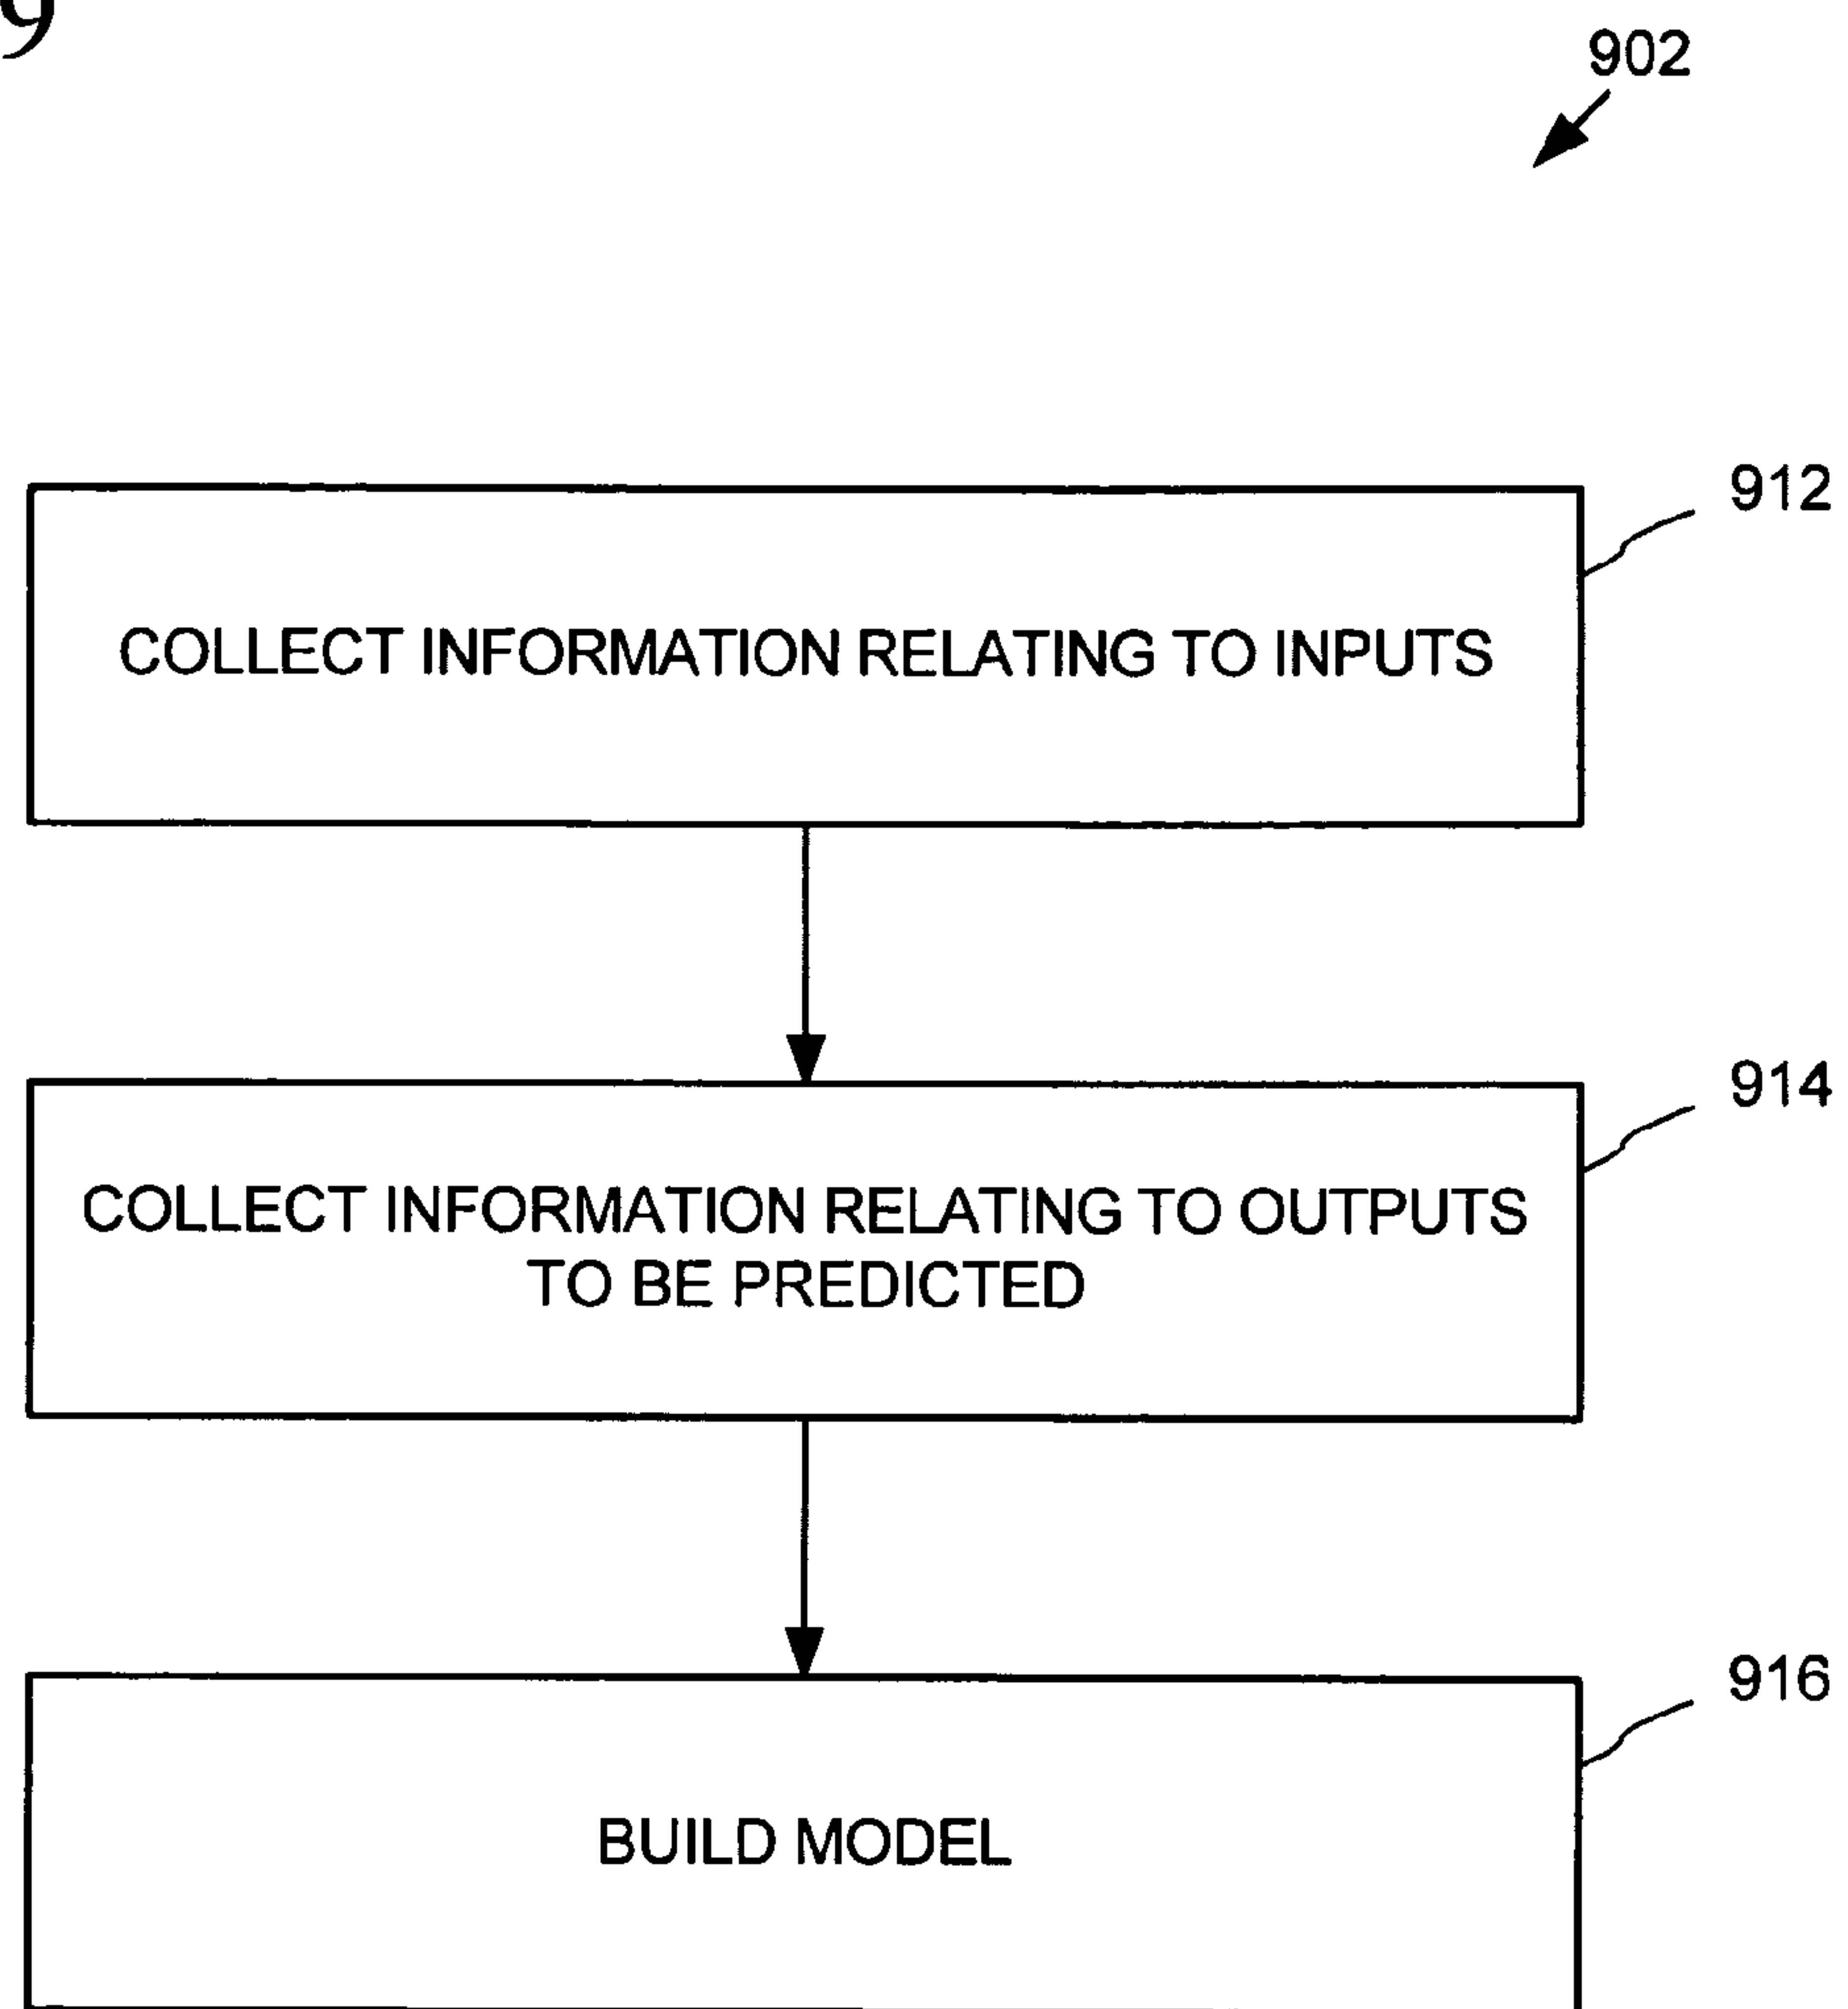 9
902
912
COLLECT INFORMATION RELATING TO INPUTS
914
COLLECT INFORMATION RELATING TO OUTPUTS
TO BE PREDICTED
916
BUILD MODEL